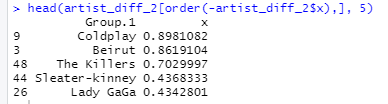 > head(artist_diff_2[order(-artist_diff_2$x),], 5)
Group.1 x
9 Coldplay 0.8981082
3 Beirut 0.8619104
48 The Killers 0.7029997
44 Sleater-kinney 0.4368333
26 Lady GaGa 0.4342801